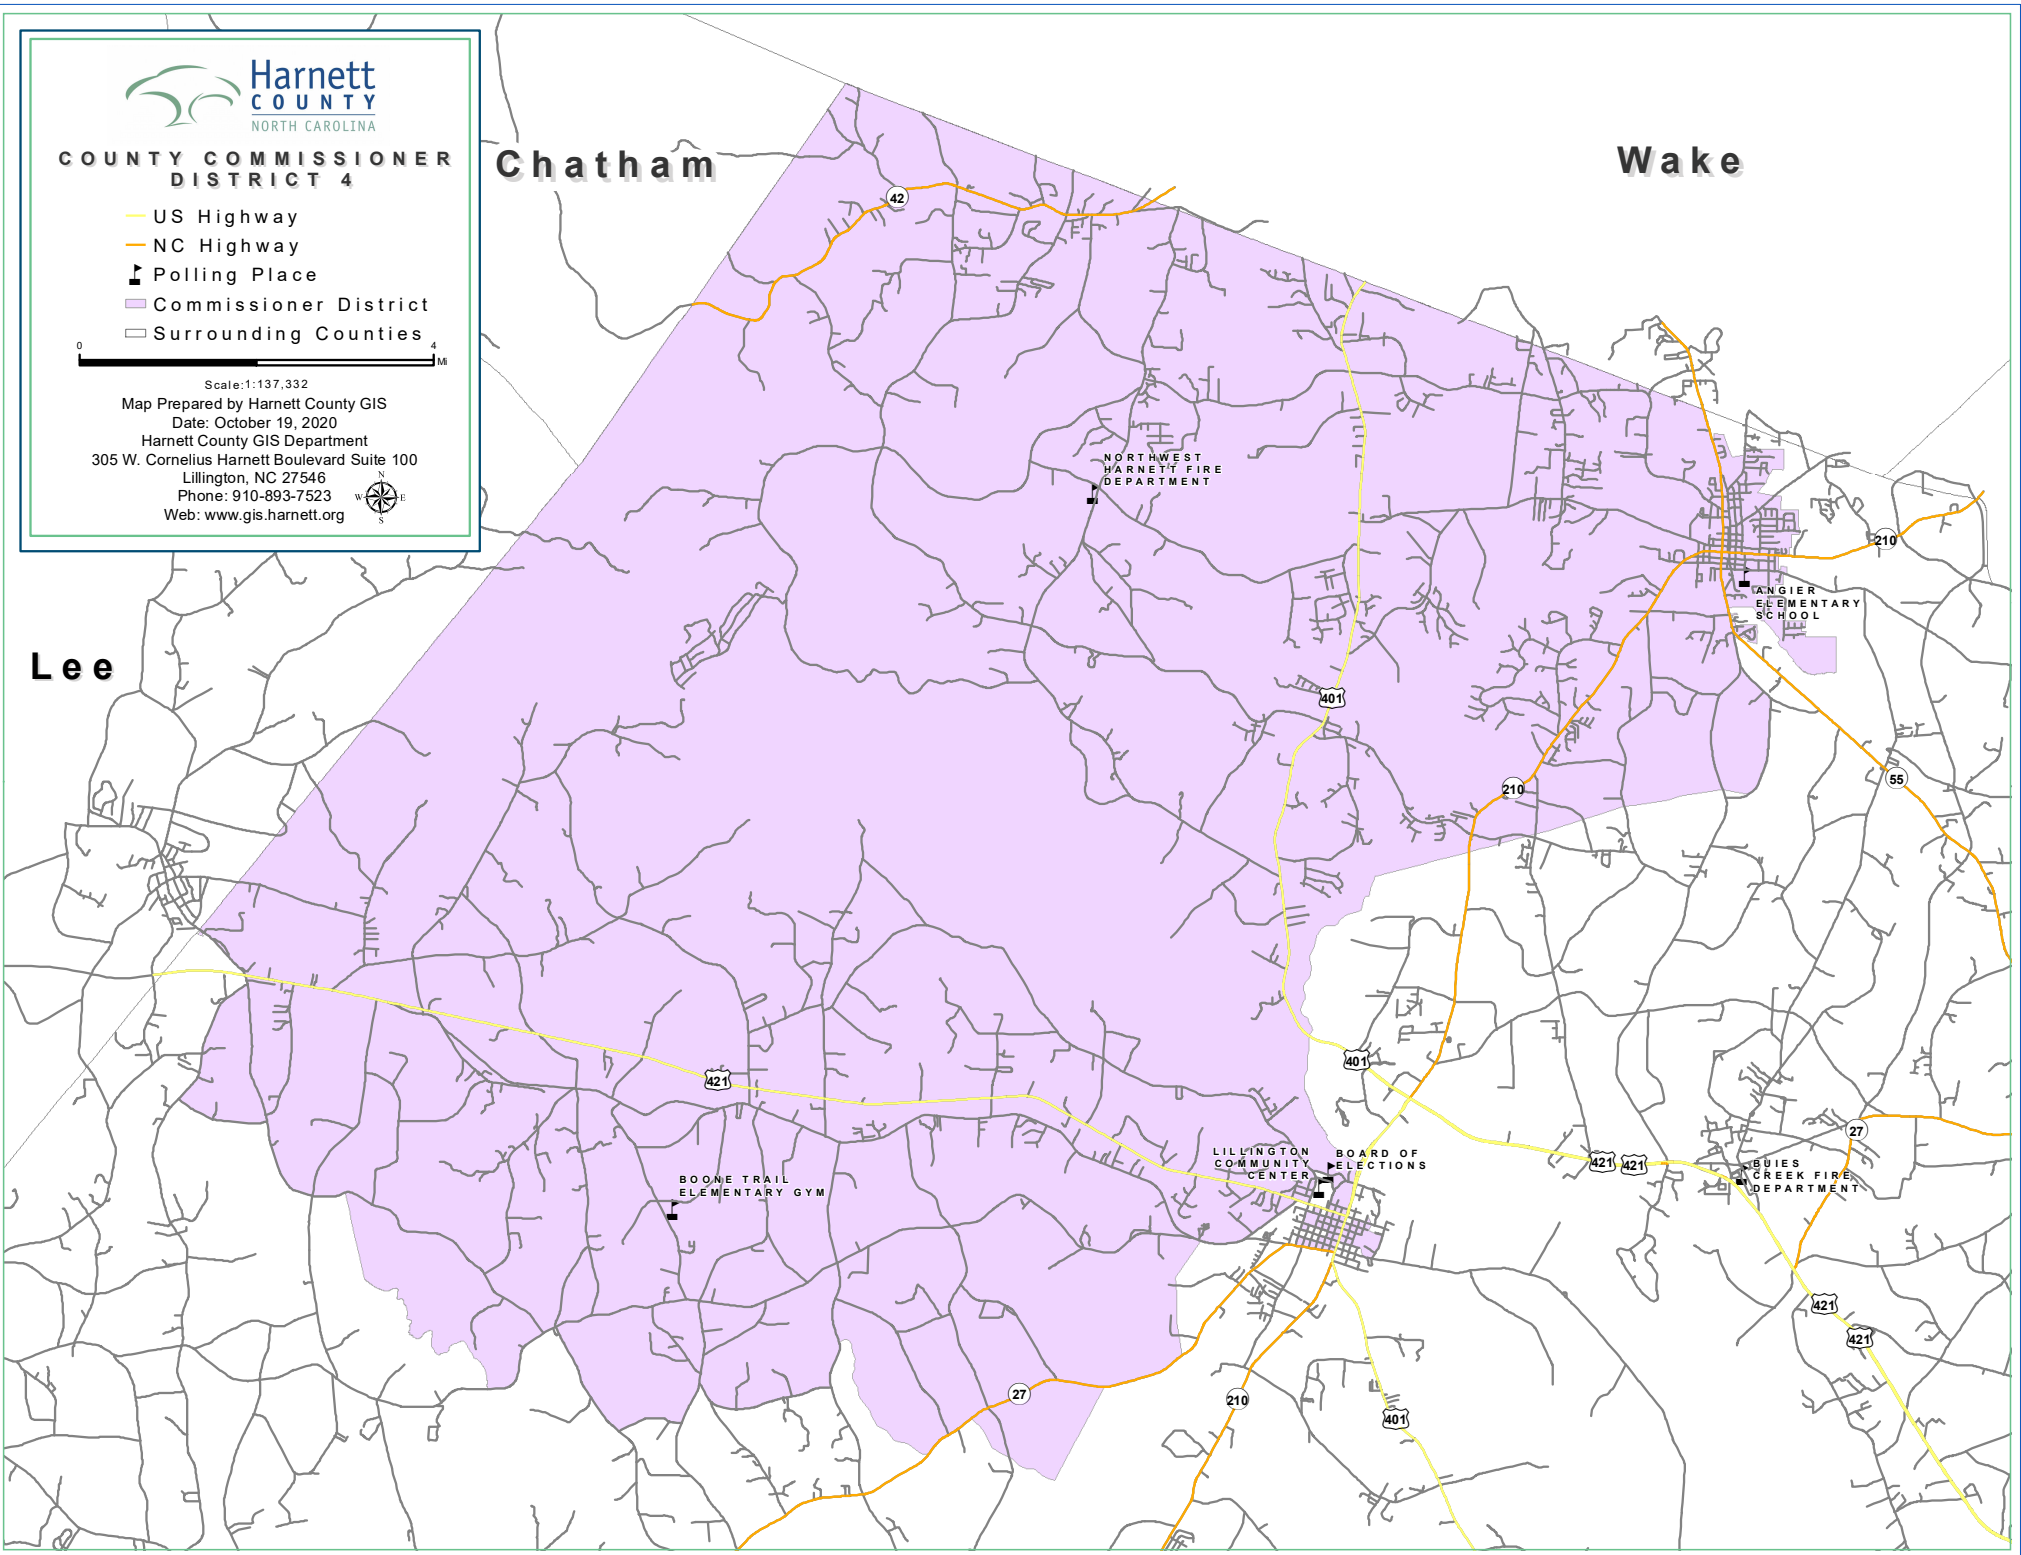 Harnett
COUNTY
NORTH CAROLINA
COUNTY COMMISSIONER
DISTRICT 4
US Highway
NC Highway
Polling Place
Commissioner District
Surrounding Counties
0 4
Mi
Scale:1:137,332
Map Prepared by Harnett County GIS
Date: October 19, 2020
Harnett County GIS Department
305 W. Cornelius Harnett Boulevard Suite 100
Lillington, NC 27546
Phone: 910-893-7523
Web: www.gis.harnett.org
N
W E
S
Chatham
Wake
Lee
42
NORTHWEST
HARNETT FIRE
DEPARTMENT
210
ANGIER
ELEMENTARY
SCHOOL
401
55
210
401
421
27
LILLINGTON
COMMUNITY
CENTER
BOARD OF
ELECTIONS
421 421
BUIES
CREEK FIRE
DEPARTMENT
BOONE TRAIL
ELEMENTARY GYM
421
421
27
210
401